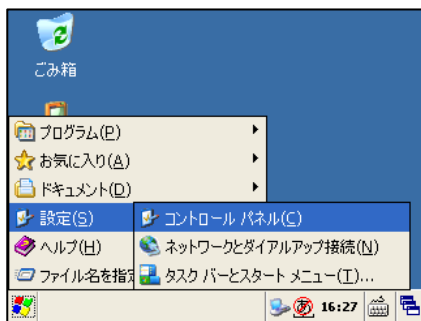 ごみ箱
プログラム(P)
お気に入り(A)
ドキュメント(D)
設定(S)
コントロール パネル(C)
ヘルプ(H)
ネットワークとダイアルアップ接続(N)
ファイル名を指定
タスク バーとスタート メニュー(T)...
あ 16:27